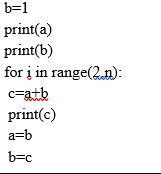 b=1
print(a)
print(b)
for i in range(2,n):
c=a+b
print(c)
a=b
b=c